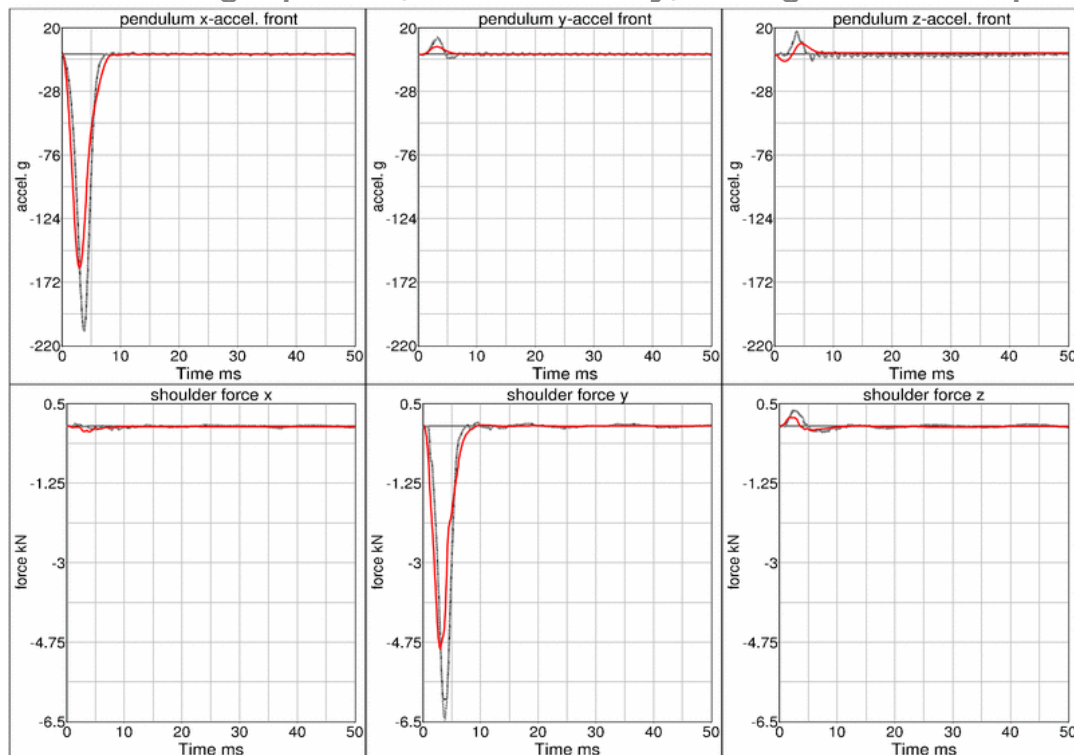 pendulum x-accel. front
pendulum y-accel front
pendulum z-accel. front
20
-28
-76
-124
-172
-220
accel. g
0 10 20 30 40 50
Time ms
20
-28
-76
-124
-172
-220
accel. g
0 10 20 30 40 50
Time ms
20
-28
-76
-124
-172
-220
accel. g
0 10 20 30 40 50
Time ms
shoulder force x
shoulder force y
shoulder force z
0.5
-1.25
-3
-4.75
-6.5
force kN
0 10 20 30 40 50
Time ms
0.5
-1.25
-3
-4.75
-6.5
force kN
0 10 20 30 40 50
Time ms
0.5
-1.25
-3
-4.75
-6.5
force kN
0 10 20 30 40 50
Time ms